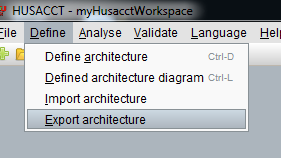 HUSACCT - myHusacctWorkspace
File Define Analyse Validate Language Help
Define architecture Ctrl-D
Defined architecture diagram Ctrl-L
Import architecture
Export architecture